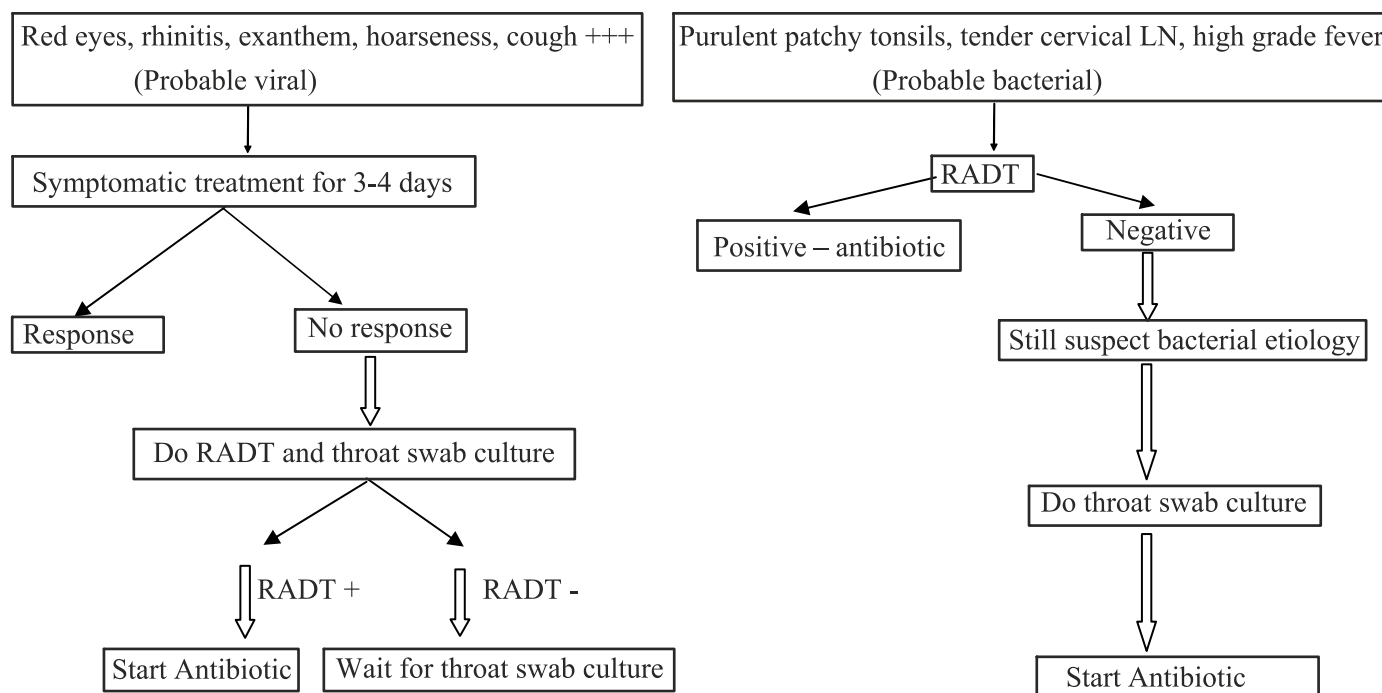 Red eyes, rhinitis, exanthem, hoarseness, cough +++
(Probable viral)
Symptomatic treatment for 3-4 days
Response
No response
Do RADT and throat swab culture
RADT +
RADT -
Start Antibiotic
Wait for throat swab culture
Purulent patchy tonsils, tender cervical LN, high grade fever
(Probable bacterial)
RADT
Positive – antibiotic
Negative
Still suspect bacterial etiology
Do throat swab culture
Start Antibiotic